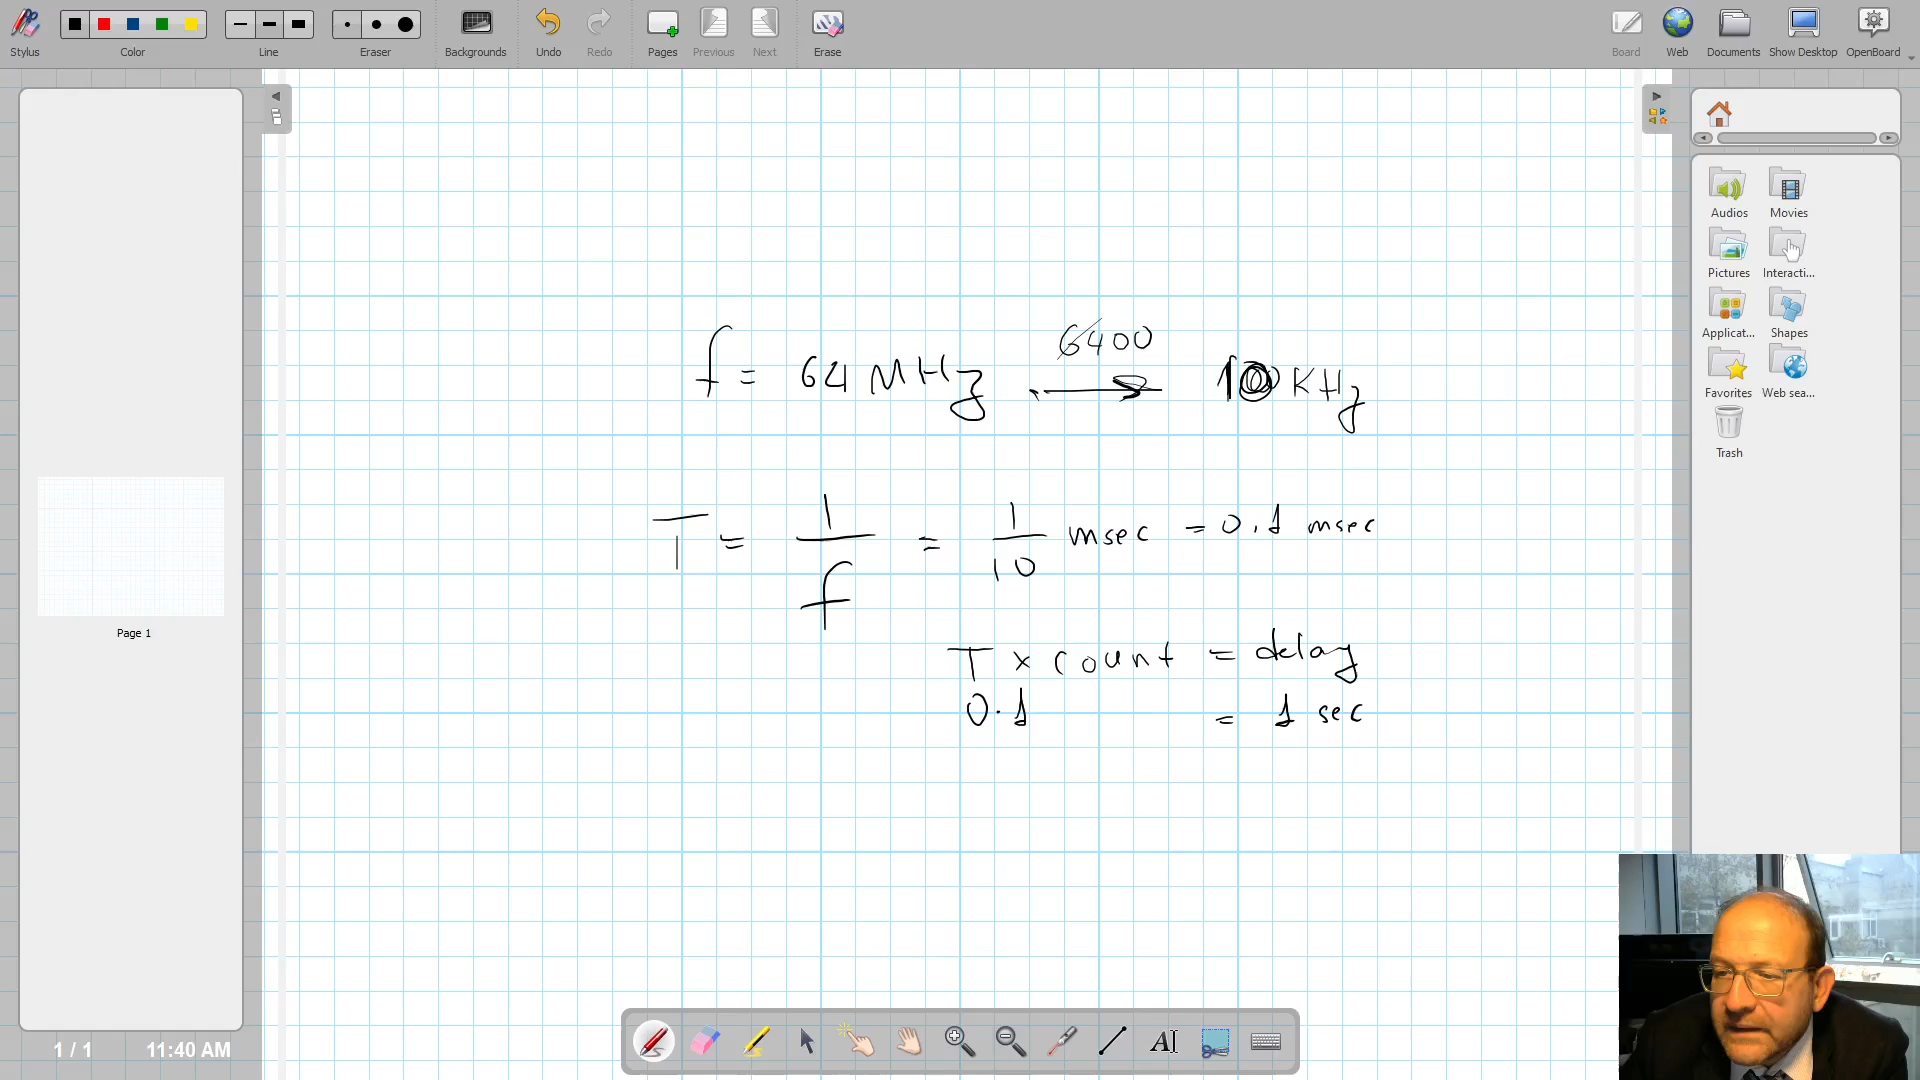 Stylus
Color
Line
Eraser
Backgrounds
Undo
Redo
Pages
Previous
Next
Erase
Board
Web
Documents
Show Desktop
OpenBoard
Audios
Movies
Pictures
Interacti...
Applicat...
Shapes
Favorites
Web sea...
Trash
6400
f = 64 MHz → 10 KHz
T = 1/f = 1/10 msec = 0.1 msec
T × count = delay
0.1 = 1 sec
Page 1
1 / 1 11:40 AM
AI